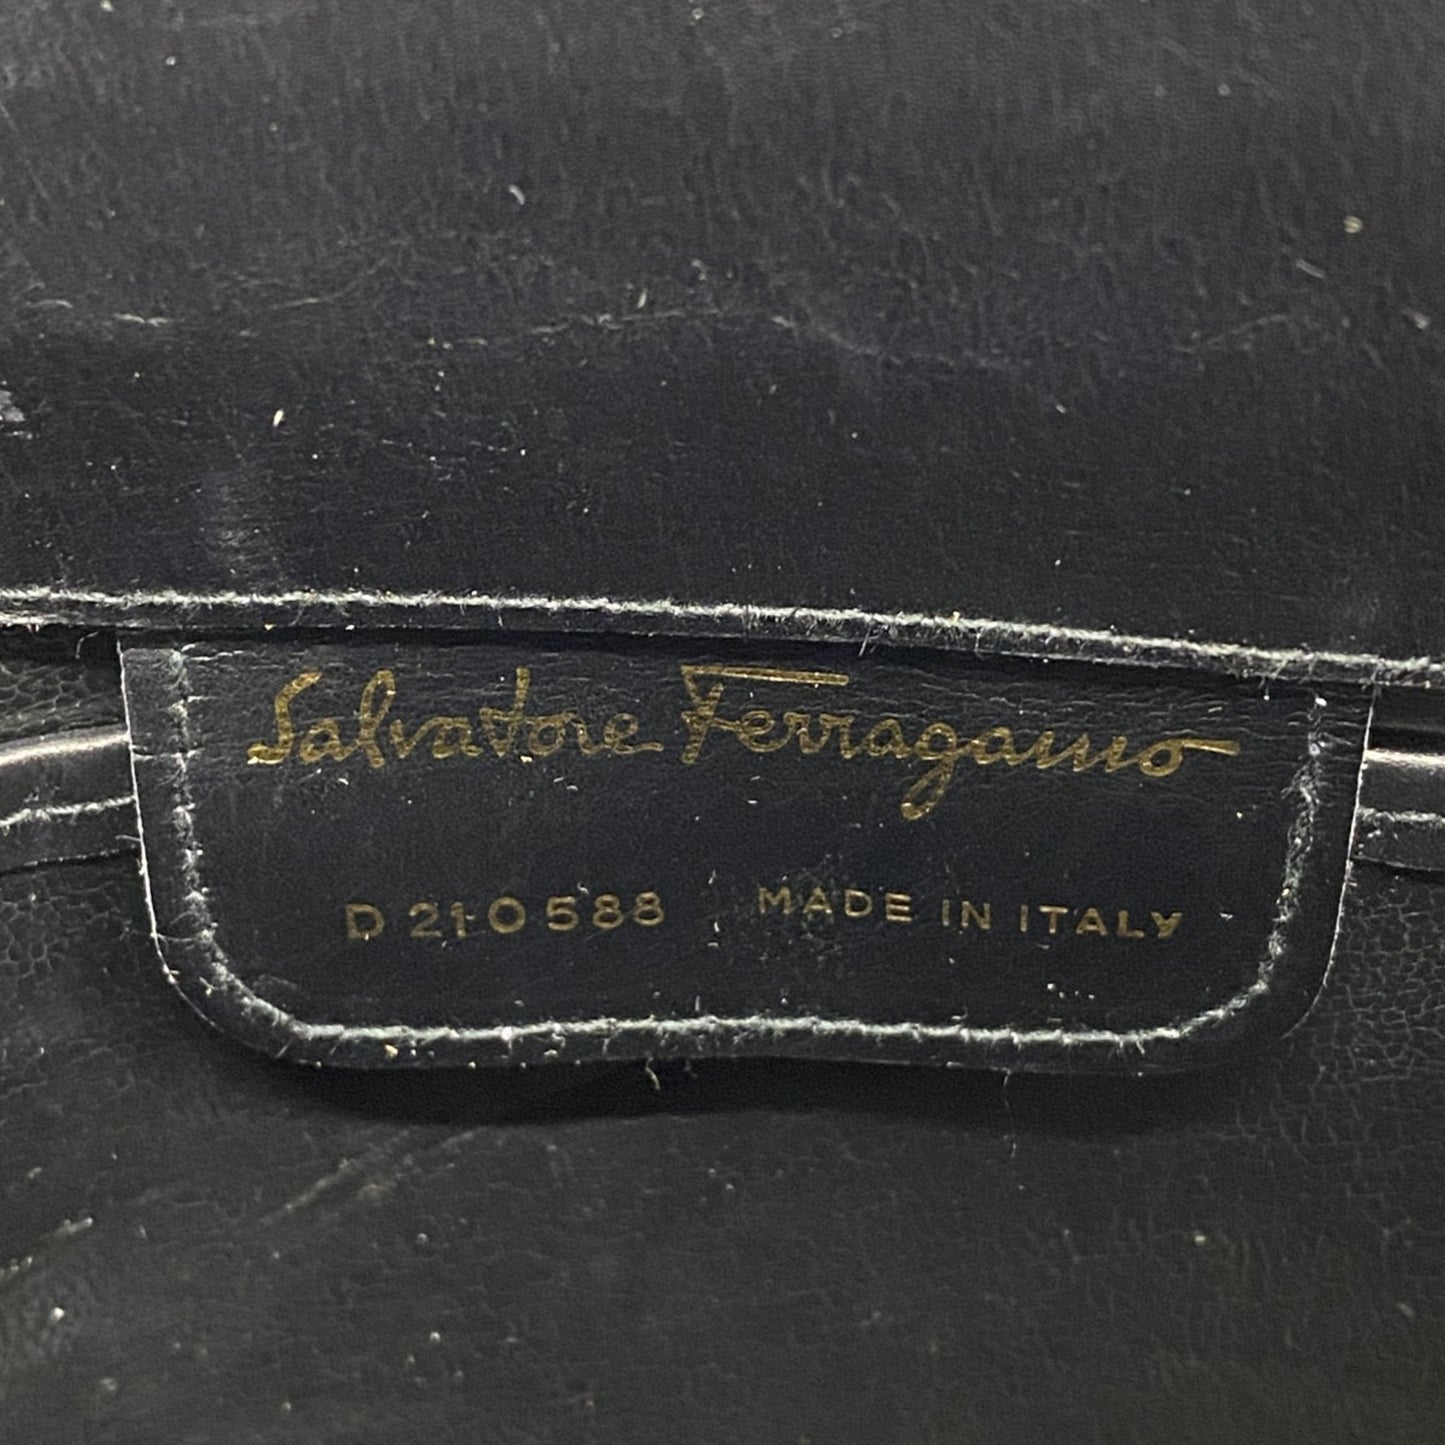 Salvatore Ferragamo
D 21 0588 MADE IN ITALY